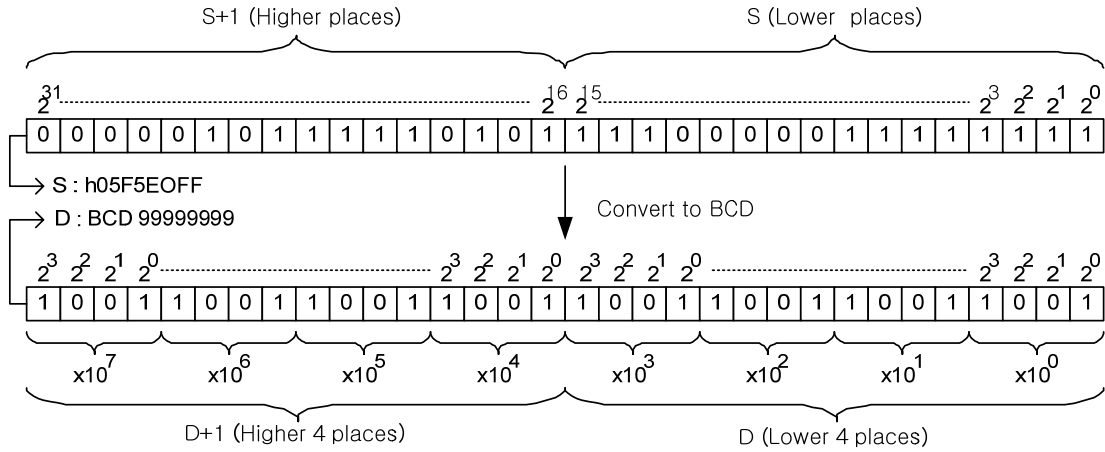 S+1 (Higher places) S (Lower places)
2^31 2^16 2^15 2^3 2^2 2^1 2^0
0 0 0 0 0 1 0 1 1 1 1 1 0 1 0 1 1 1 1 0 0 0 0 0 1 1 1 1 1 1 1 1
S : h05F5EOFF
D : BCD 99999999
Convert to BCD
2^3 2^2 2^1 2^0 2^3 2^2 2^1 2^0 2^3 2^2 2^1 2^0 2^3 2^2 2^1 2^0
1 0 0 1 1 0 0 1 1 0 0 1 1 0 0 1 1 0 0 1 1 0 0 1 1 0 0 1 1 0 0 1
x10^7 x10^6 x10^5 x10^4 x10^3 x10^2 x10^1 x10^0
D+1 (Higher 4 places) D (Lower 4 places)